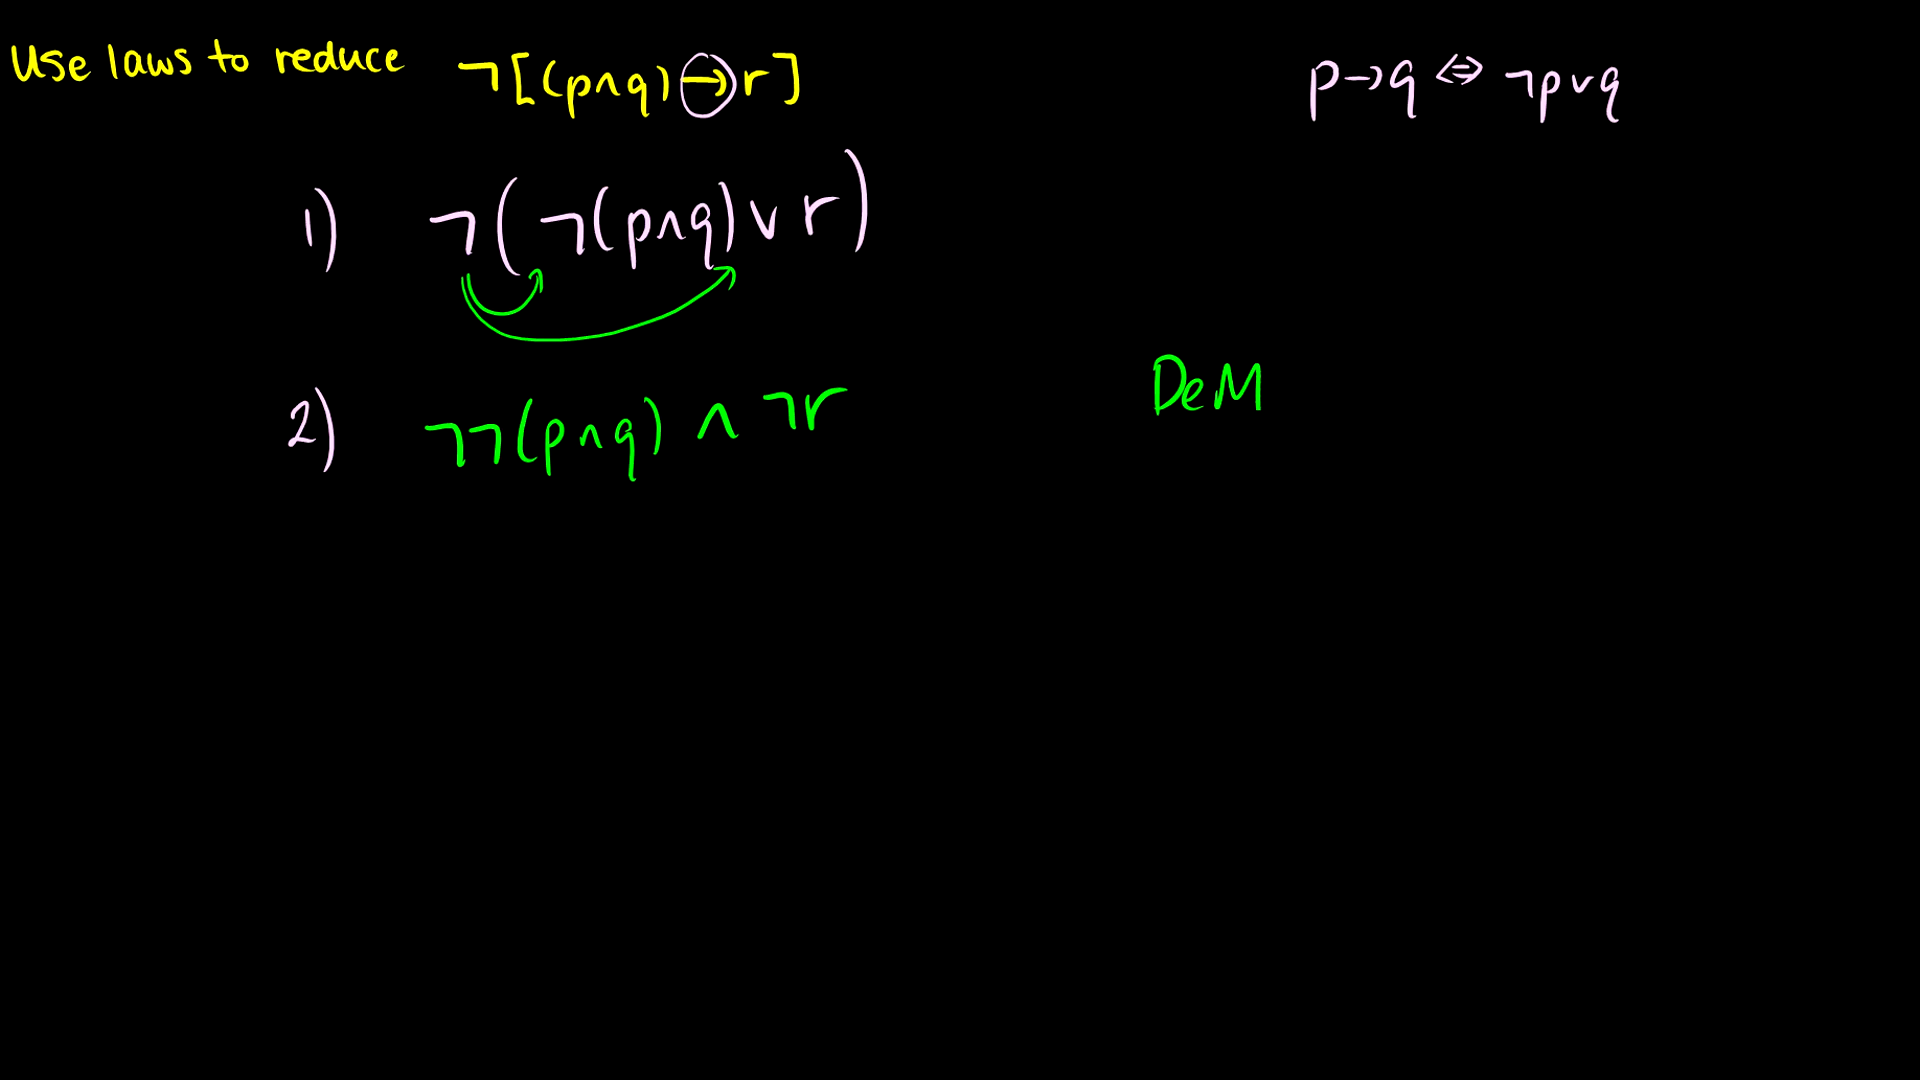 Use laws to reduce ¬[(p∧q)→r] p→q ⇔ ¬p∨q
1) ¬(¬(p∧q)∨r)
2) ¬¬(p∧q) ∧ ¬r DeM